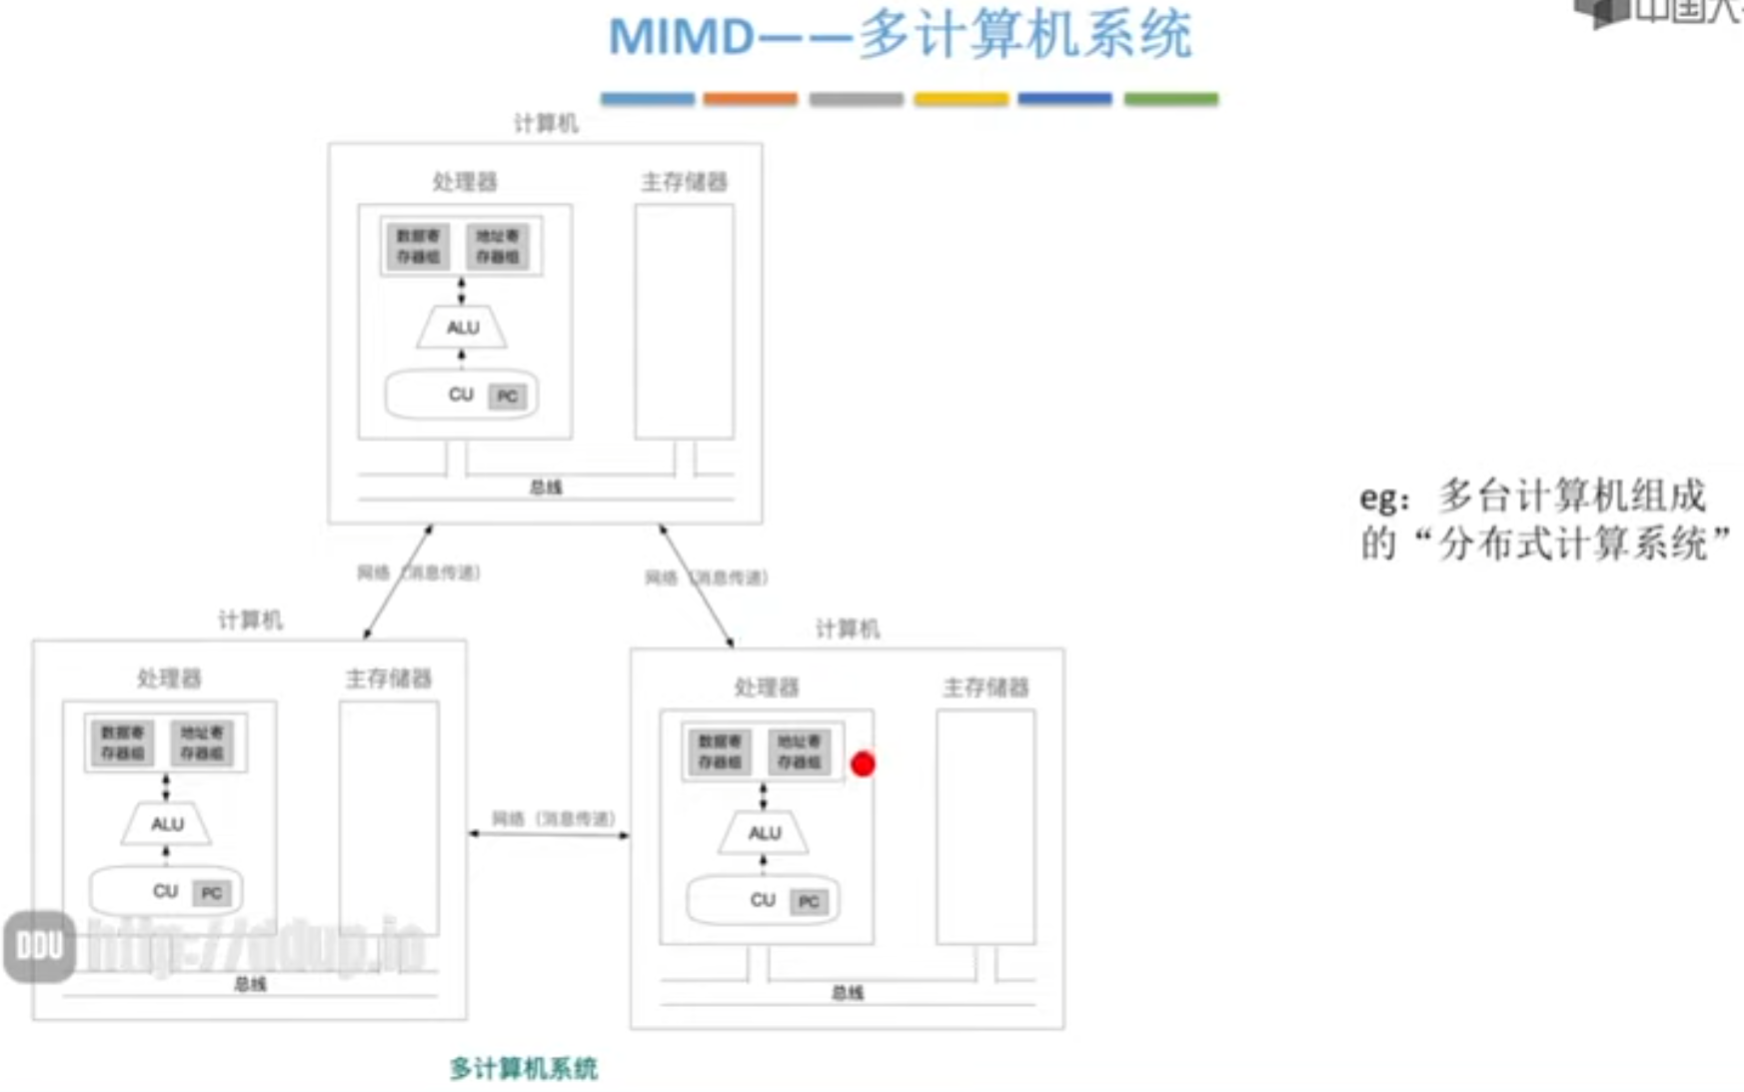 MIMD——多计算机系统
计算机
处理器 主存储器
数据寄 地址寄
存器组 存器组
ALU
CU PC
总线
网络（消息传递） 网络（消息传递）
eg：多台计算机组成
的“分布式计算系统”
计算机
处理器 主存储器
数据寄 地址寄
存器组 存器组
ALU
CU PC
总线
网络（消息传递）
计算机
处理器 主存储器
数据寄 地址寄
存器组 存器组
ALU
CU PC
总线
多计算机系统
DDU http://ddup.io